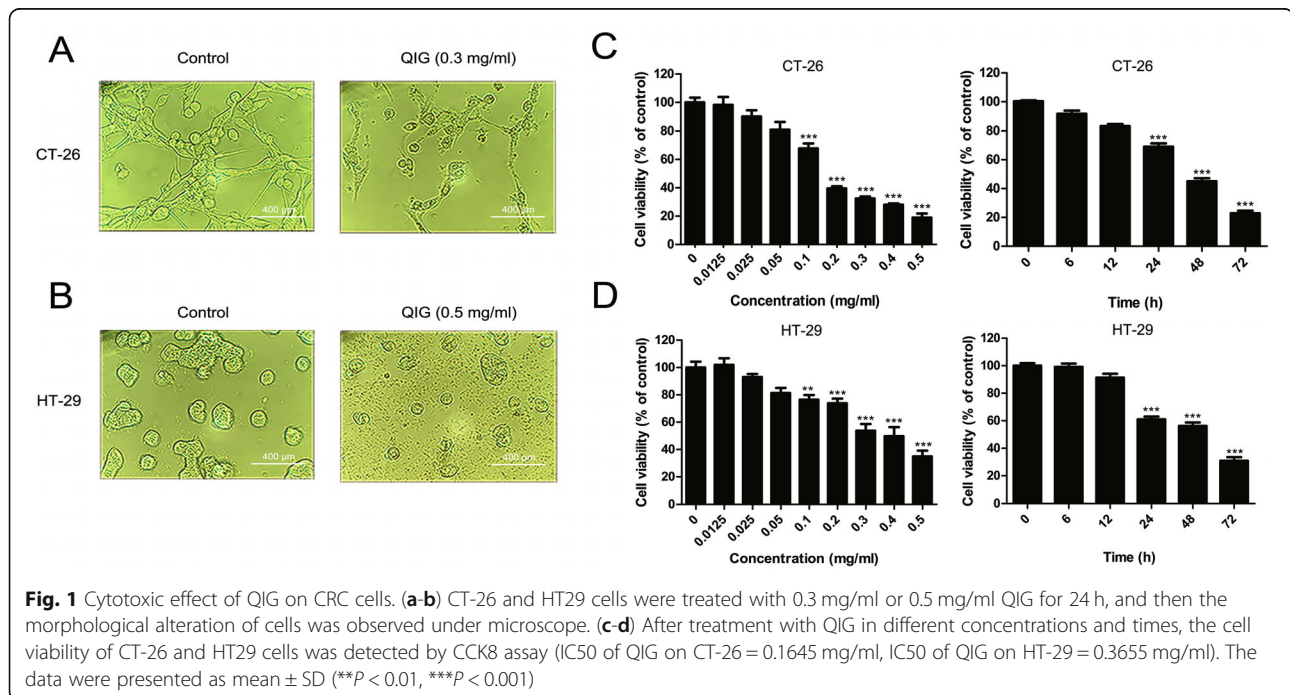 A
Control
QIG (0.3 mg/ml)
CT-26
400 µm
400 µm
B
Control
QIG (0.5 mg/ml)
HT-29
400 µm
400 µm
C
CT-26
Cell viability (% of control)
120
100
80
60
40
20
0
***
***
***
***
***
0
0.0125
0.025
0.05
0.1
0.2
0.3
0.4
0.5
Concentration (mg/ml)
CT-26
Cell viability (% of control)
120
100
80
60
40
20
0
***
***
***
0
6
12
24
48
72
Time (h)
D
HT-29
Cell viability (% of control)
120
100
80
60
40
20
0
**
***
***
***
***
0
0.0125
0.025
0.05
0.1
0.2
0.3
0.4
0.5
Concentration (mg/ml)
HT-29
Cell viability (% of control)
120
100
80
60
40
20
0
***
***
***
0
6
12
24
48
72
Time (h)
Fig. 1 Cytotoxic effect of QIG on CRC cells. (a-b) CT-26 and HT29 cells were treated with 0.3 mg/ml or 0.5 mg/ml QIG for 24 h, and then the
morphological alteration of cells was observed under microscope. (c-d) After treatment with QIG in different concentrations and times, the cell
viability of CT-26 and HT29 cells was detected by CCK8 assay (IC50 of QIG on CT-26 = 0.1645 mg/ml, IC50 of QIG on HT-29 = 0.3655 mg/ml). The
data were presented as mean ± SD (**P < 0.01, ***P < 0.001)